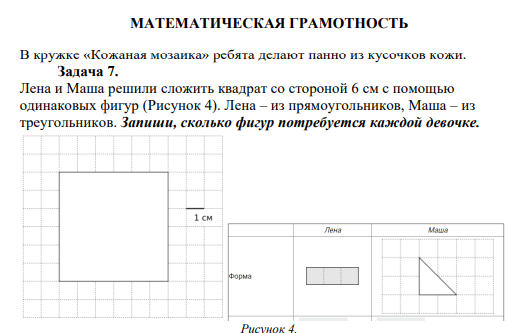 МАТЕМАТИЧЕСКАЯ ГРАМОТНОСТЬ
В кружке «Кожаная мозаика» ребята делают панно из кусочков кожи.
Задача 7.
Лена и Маша решили сложить квадрат со стороной 6 см с помощью
одинаковых фигур (Рисунок 4). Лена – из прямоугольников, Маша – из
треугольников. Запиши, сколько фигур потребуется каждой девочке.
1 см
Лена Маша
Форма
Рисунок 4.